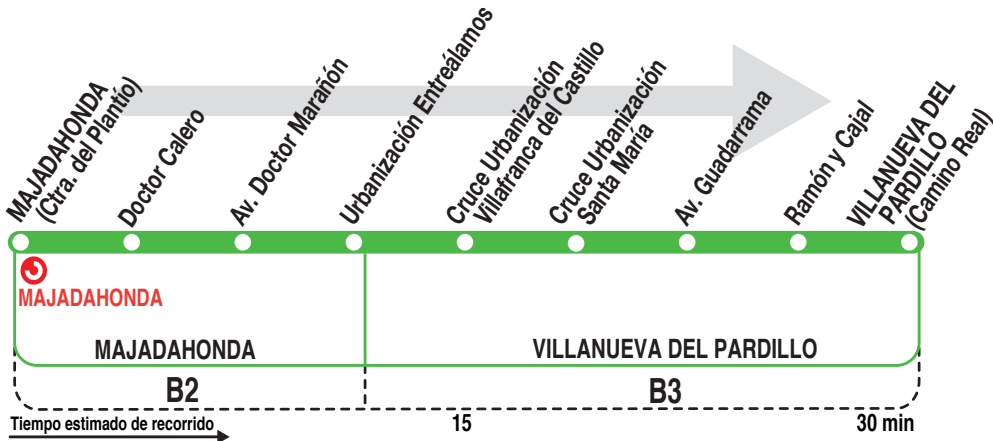 MAJADAHONDA
(Ctra. del Plantío)
Doctor Calero
Av. Doctor Marañón
Urbanización Entreálamos
Cruce Urbanización
Villafranca del Castillo
Cruce Urbanización
Santa María
Av. Guadarrama
Ramón y Cajal
VILLANUEVA DEL
PARDILLO
(Camino Real)
MAJADAHONDA
MAJADAHONDA
VILLANUEVA DEL PARDILLO
B2
B3
Tiempo estimado de recorrido
15
30 min